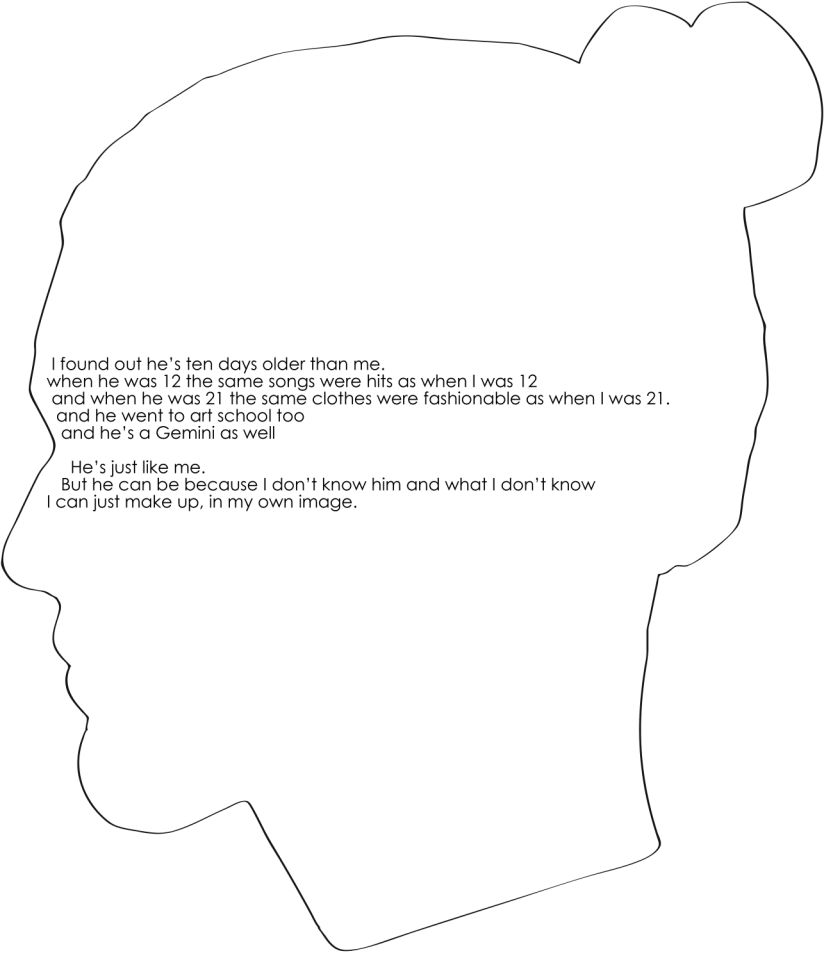 I found out he's ten days older than me.
when he was 12 the same songs were hits as when I was 12
and when he was 21 the same clothes were fashionable as when I was 21.
and he went to art school too
and he's a Gemini as well
He's just like me.
But he can be because I don't know him and what I don't know
I can just make up, in my own image.